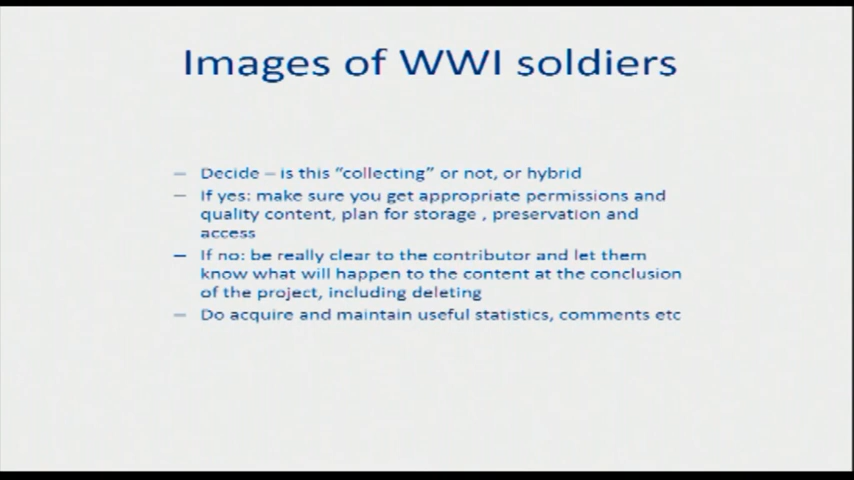 Images of WWI soldiers
– Decide – is this "collecting" or not, or hybrid
– If yes: make sure you get appropriate permissions and
quality content, plan for storage , preservation and
access
– If no: be really clear to the contributor and let them
know what will happen to the content at the conclusion
of the project, including deleting
– Do acquire and maintain useful statistics, comments etc